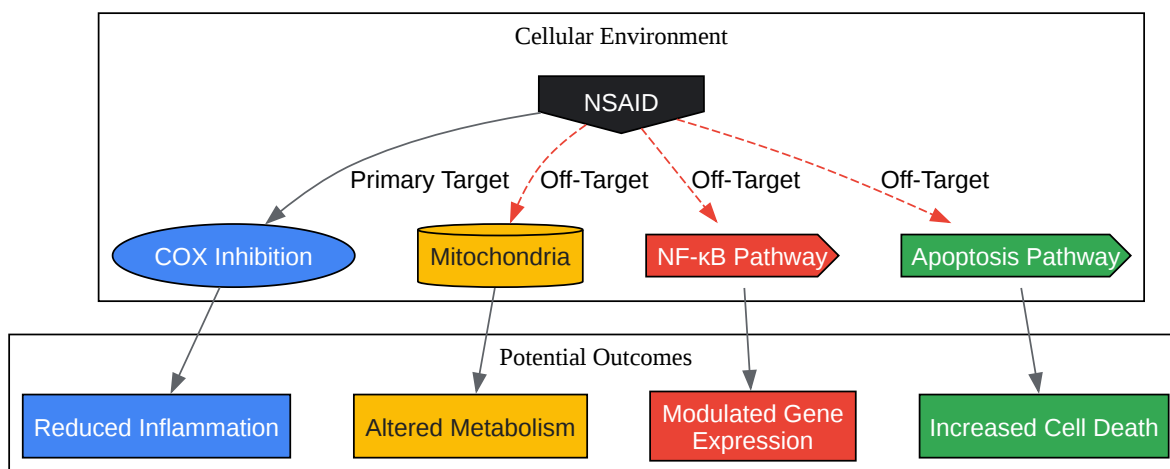 Cellular Environment
NSAID
Primary Target
Off-Target
Off-Target
Off-Target
COX Inhibition
Mitochondria
NF-κB Pathway
Apoptosis Pathway
Potential Outcomes
Reduced Inflammation
Altered Metabolism
Modulated Gene
Expression
Increased Cell Death